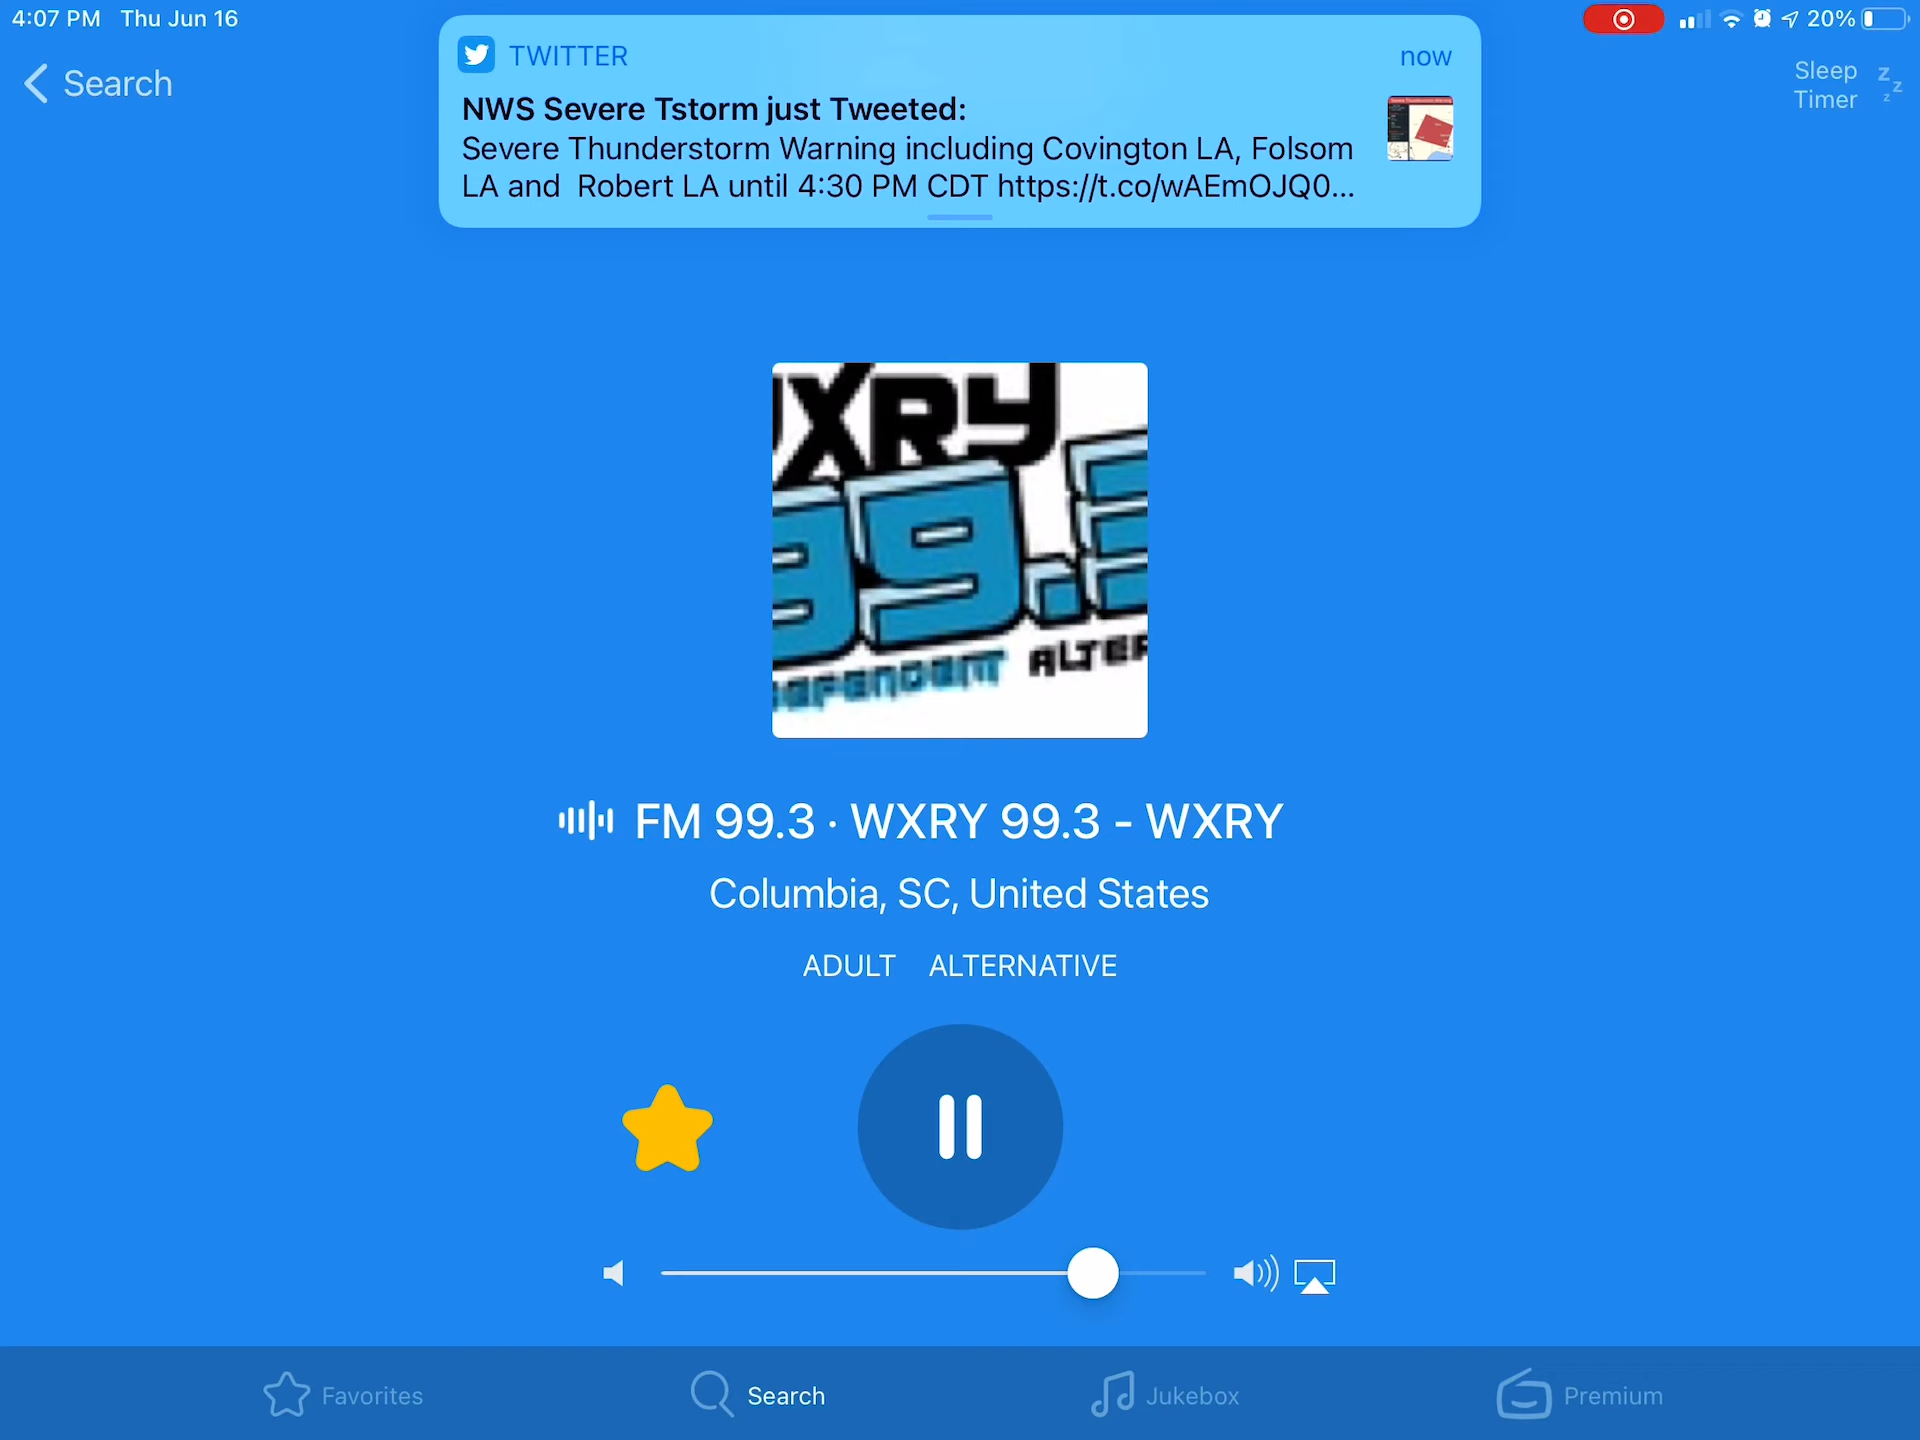 4:07 PM Thu Jun 16
20%
Search
Sleep
Timer
TWITTER
now
NWS Severe Tstorm just Tweeted:
Severe Thunderstorm Warning including Covington LA, Folsom
LA and Robert LA until 4:30 PM CDT https://t.co/wAEmOJQ0...
WXRY
99.3
DEPENDENT ALTER
FM 99.3 · WXRY 99.3 - WXRY
Columbia, SC, United States
ADULT ALTERNATIVE
Favorites
Search
Jukebox
Premium